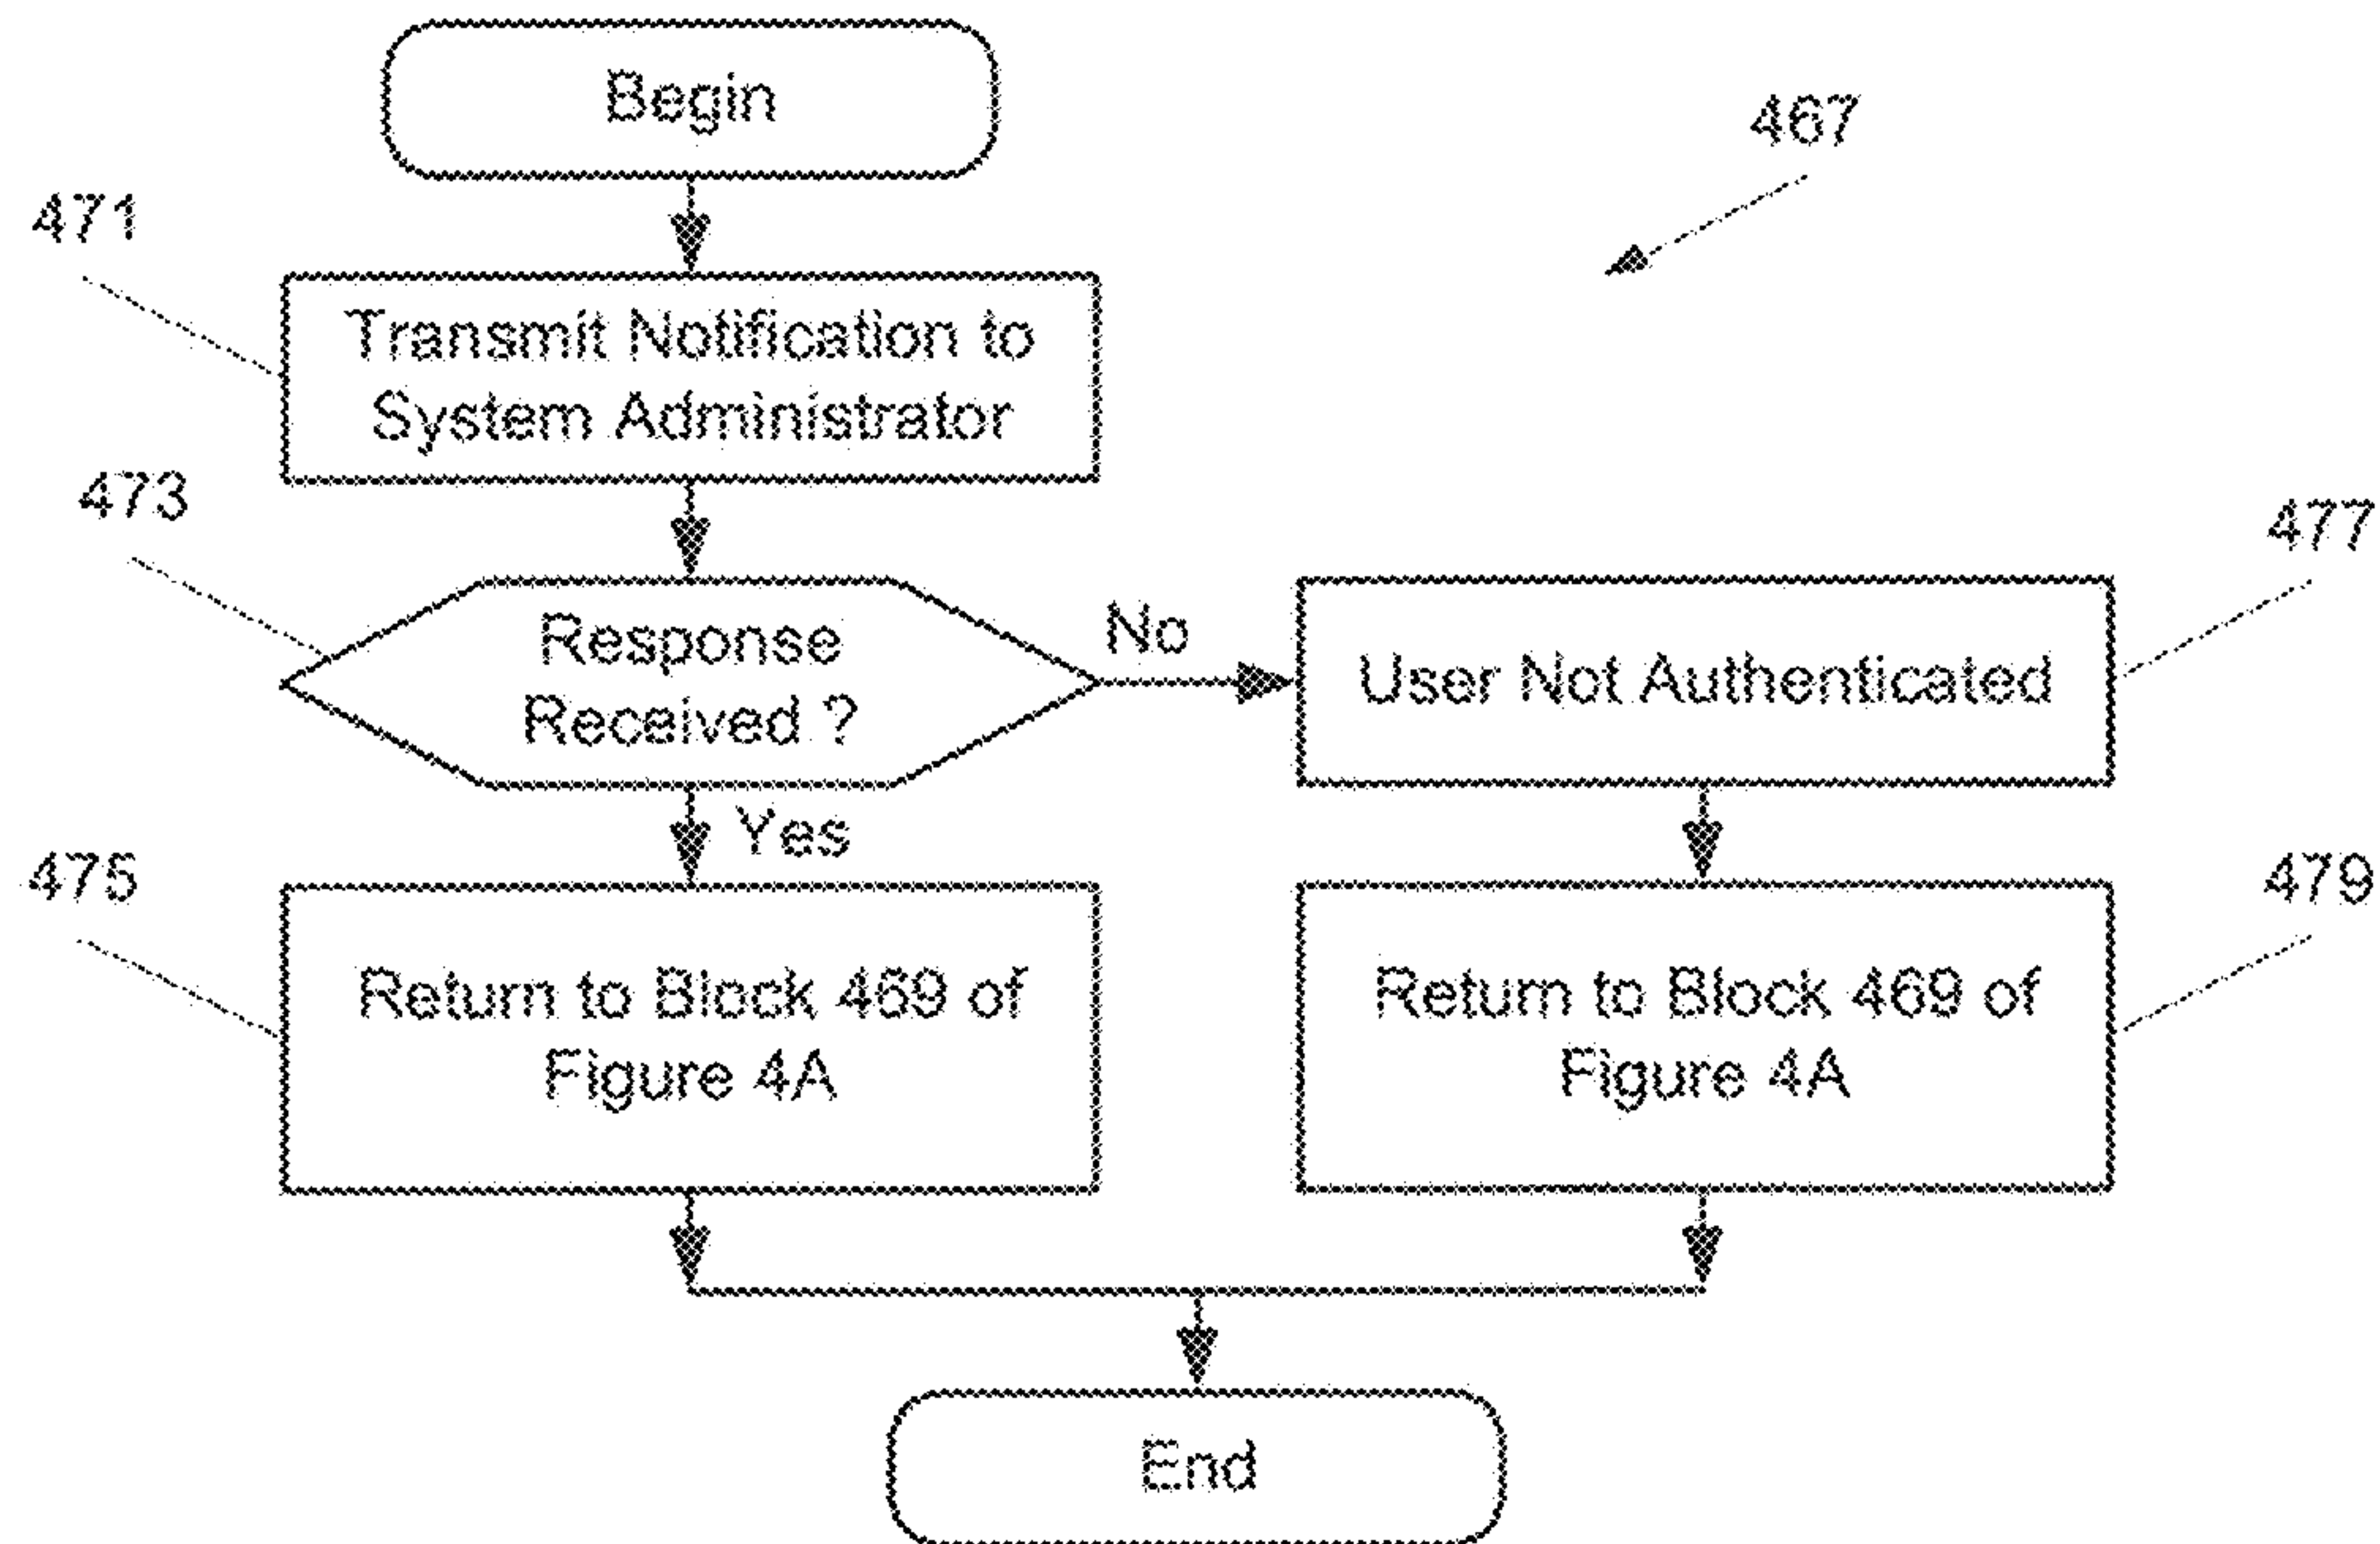 Begin
467
471
Transmit Notification to
System Administrator
473
477
Response
Received ?
No
User Not Authenticated
Yes
475
479
Return to Block 469 of
Figure 4A
Return to Block 469 of
Figure 4A
End